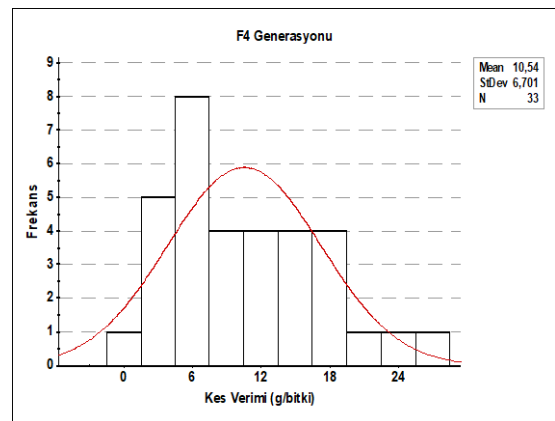 F4 Generasyonu
Mean 10,54
StDev 6,701
N 33
Frekans
9
8
7
6
5
4
3
2
1
0
0 6 12 18 24
Kes Verimi (g/bitki)